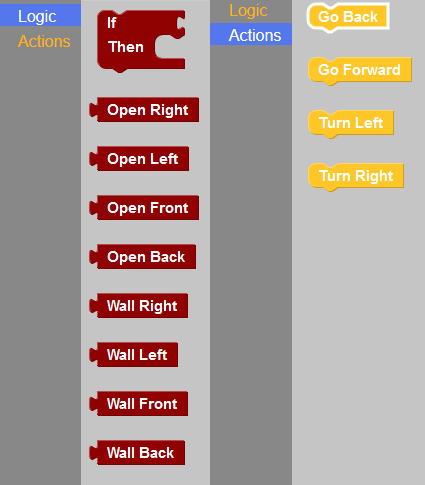 Logic
Actions
If
Then
Open Right
Open Left
Open Front
Open Back
Wall Right
Wall Left
Wall Front
Wall Back
Logic
Actions
Go Back
Go Forward
Turn Left
Turn Right